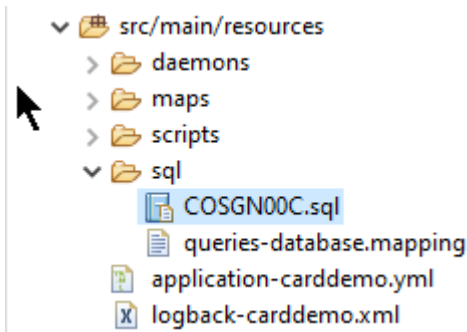 src/main/resources
daemons
maps
scripts
sql
COSGN00C.sql
queries-database.mapping
application-carddemo.yml
logback-carddemo.xml